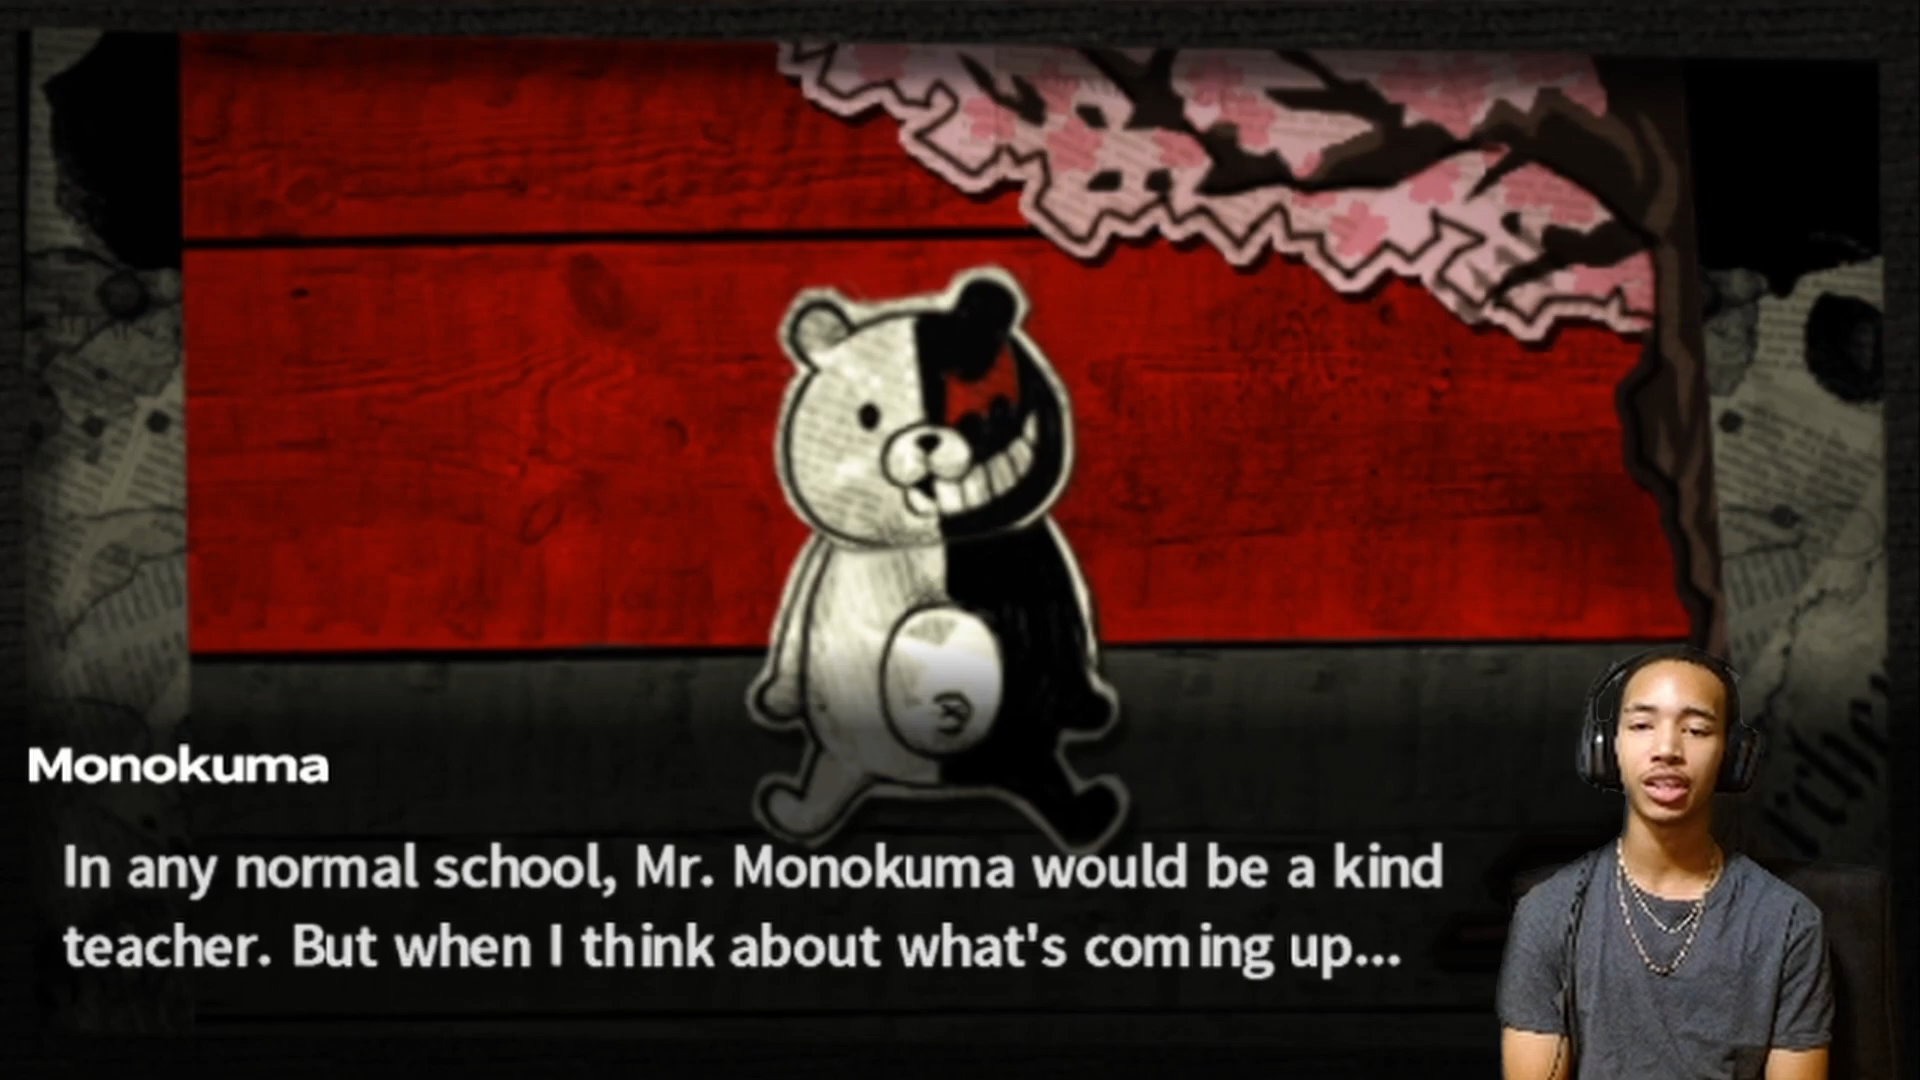 Monokuma
In any normal school, Mr. Monokuma would be a kind
teacher. But when I think about what's coming up...